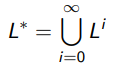 L* = ⋃_{i=0}^{∞} L^i